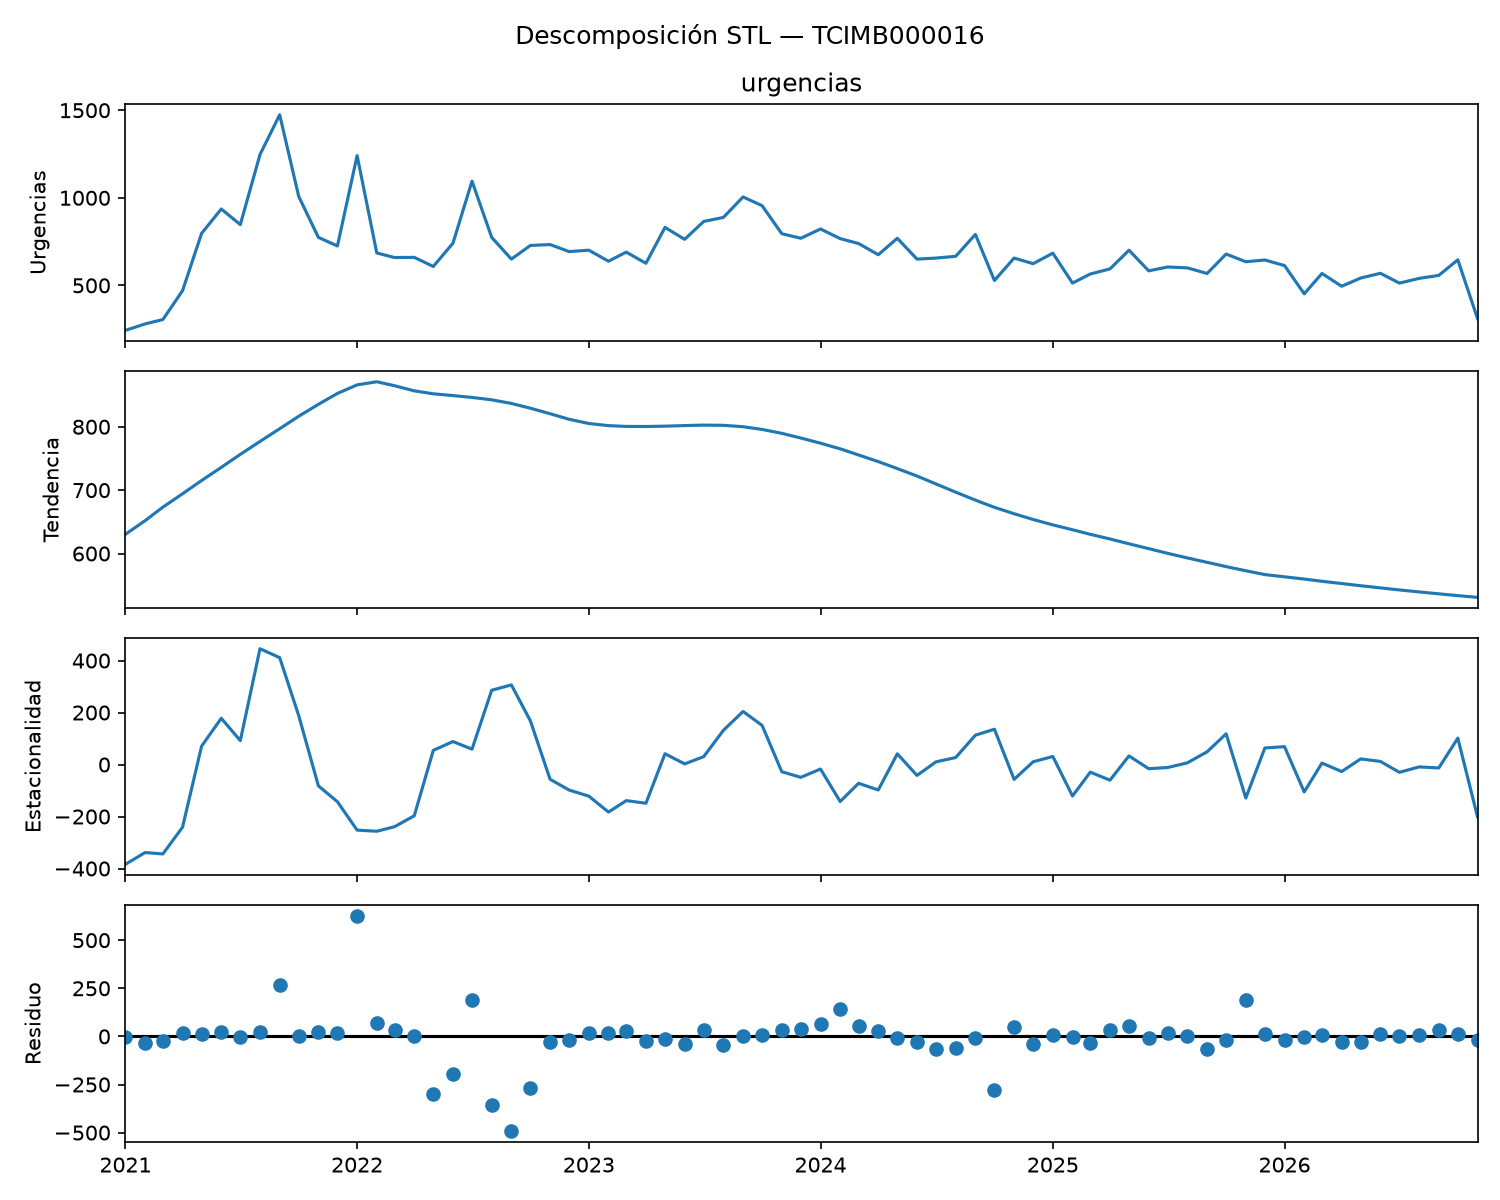 Descomposición STL — TCIMB000016
urgencias
Urgencias
1500
1000
500
Tendencia
800
700
600
Estacionalidad
400
200
0
−200
−400
Residuo
500
250
0
−250
−500
2021 2022 2023 2024 2025 2026